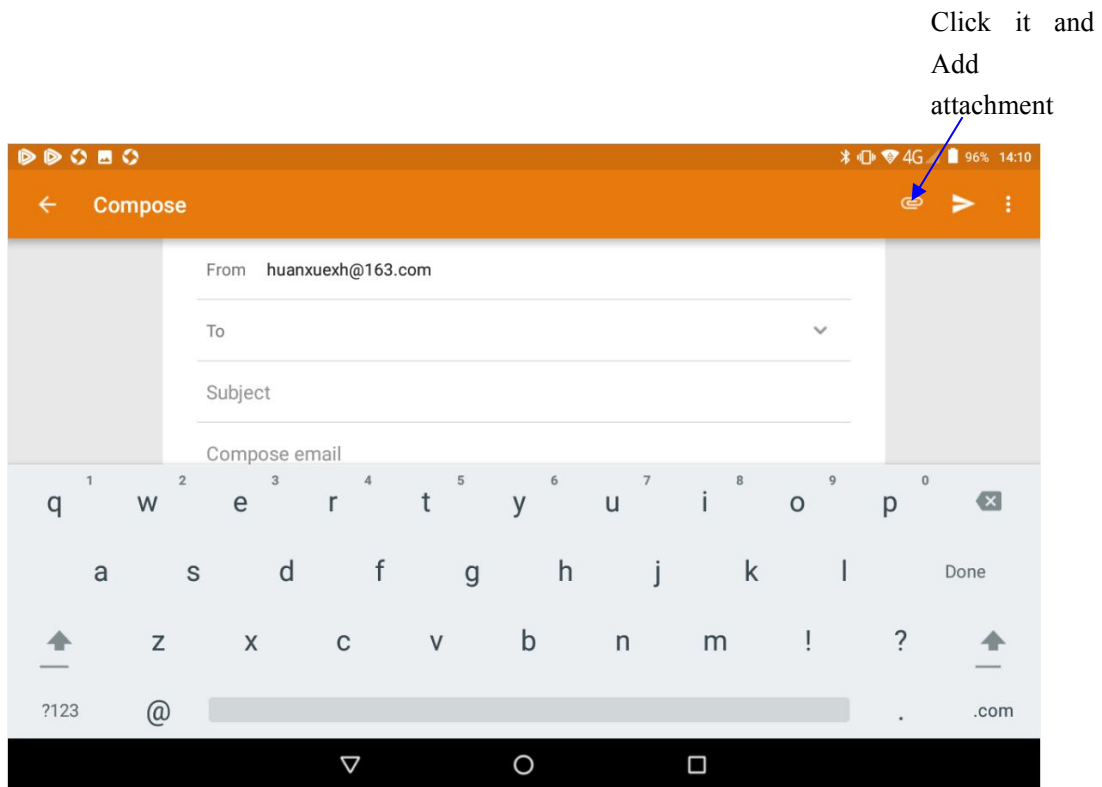 Click it and
Add
attachment
4G 96% 14:10
Compose
From huanxuexh@163.com
To
Subject
Compose email
1 2 3 4 5 6 7 8 9 0
q w e r t y u i o p
a s d f g h j k l Done
z x c v b n m ! ?
?123 @ . .com